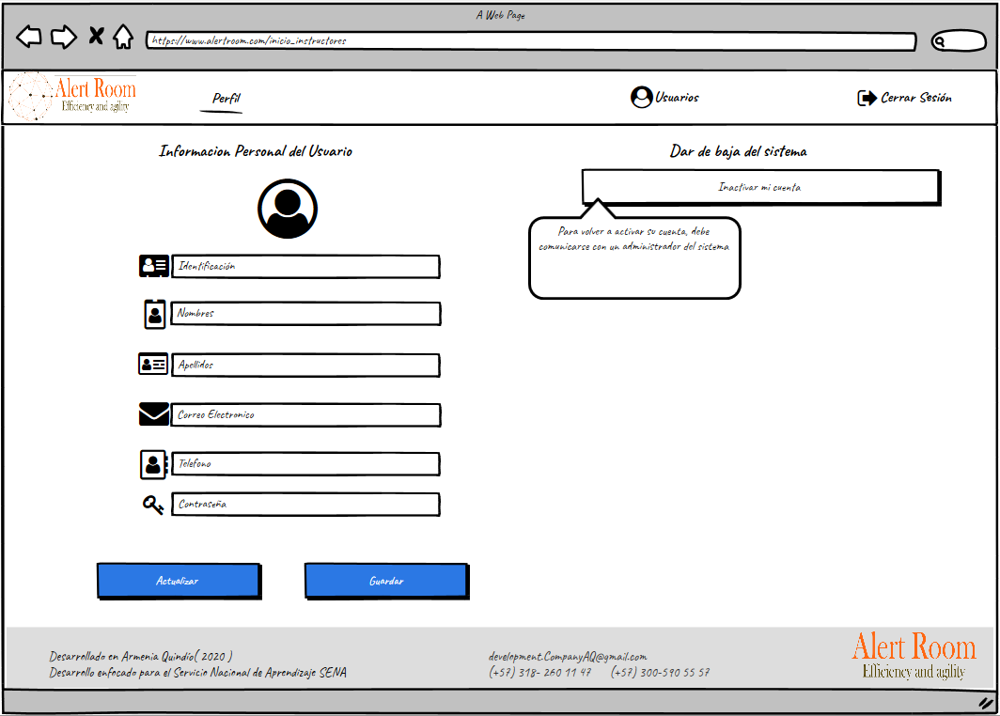 A Web Page
https://www.alertroom.com/inicio_instructores
Alert Room
Efficiency and agility
Perfil
Usuarios
Cerrar Sesión
Informacion Personal del Usuario
Identificación
Nombres
Apellidos
Correo Electronico
Telefono
Contraseña
Actualizar
Guardar
Dar de baja del sistema
Inactivar mi cuenta
Para volver a activar su cuenta, debe
comunicarse con un administrador del sistema
Desarrollado en Armenia Quindío( 2020 )
Desarrollo enfocado para el Servicio Nacional de Aprendizaje SENA
development.CompanyAQ@gmail.com
(+57) 318- 260 11 47 (+57) 300-590 55 57
Alert Room
Efficiency and agility